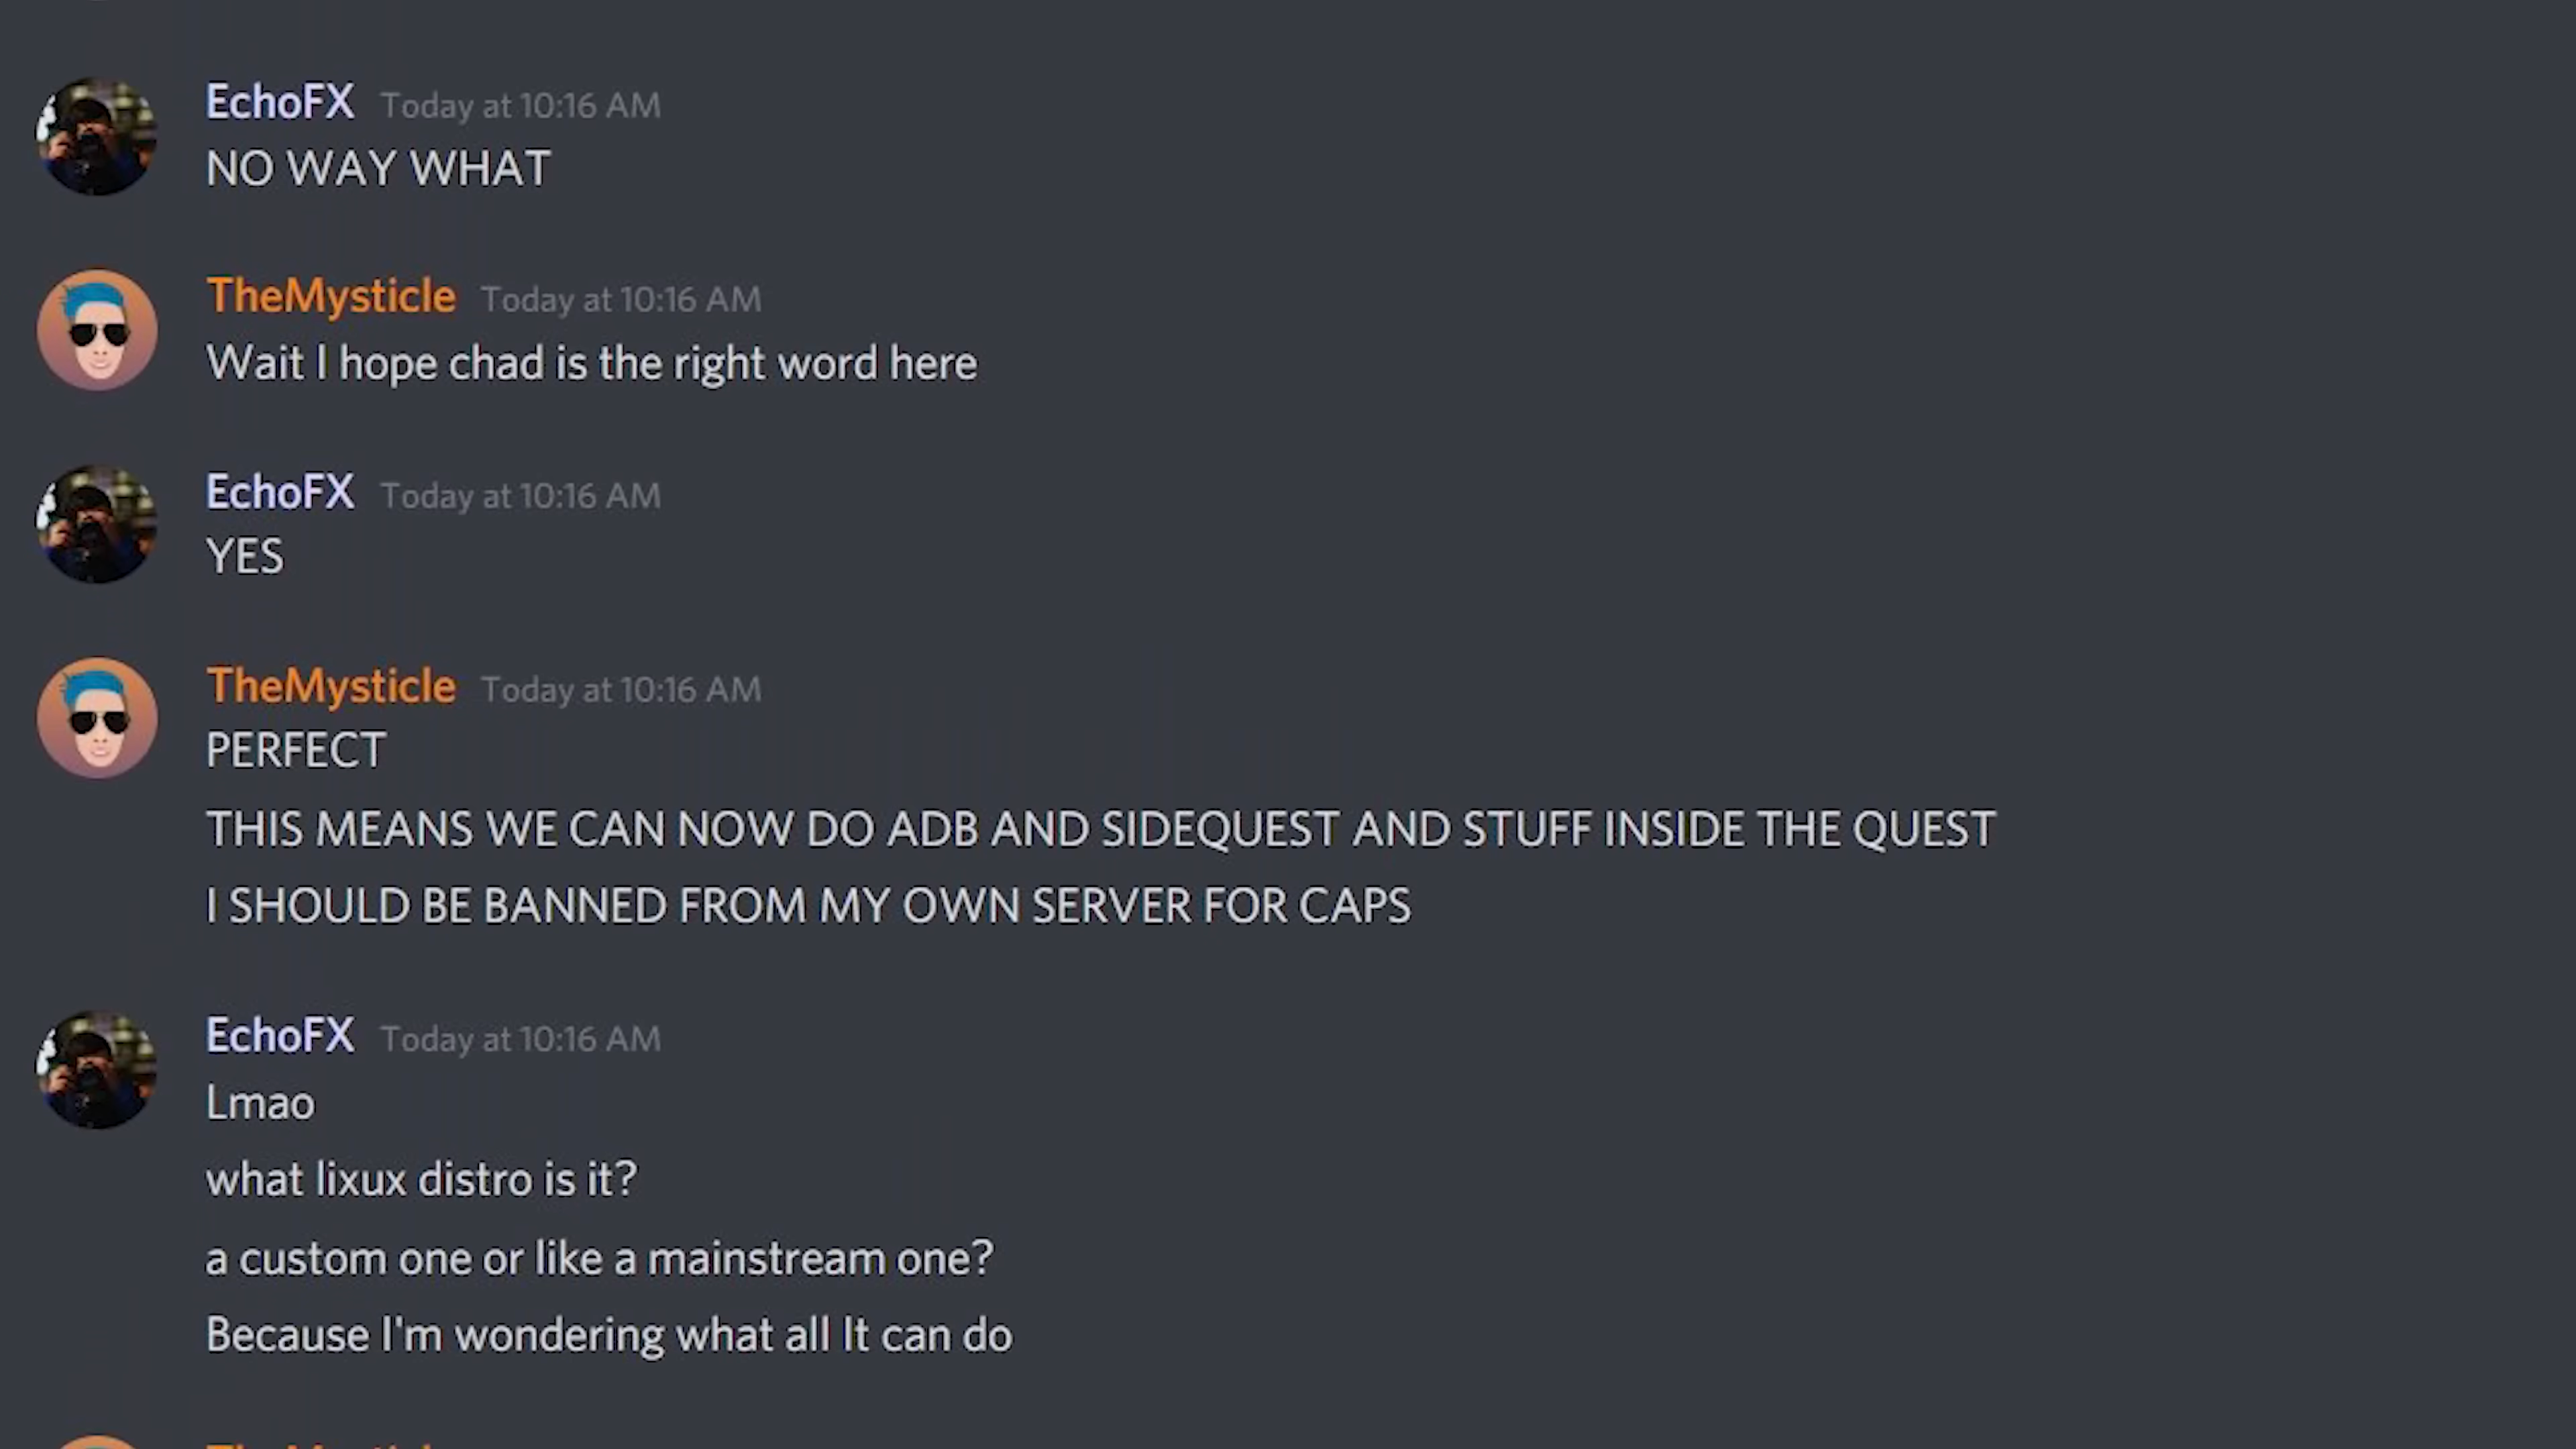 EchoFX Today at 10:16 AM
NO WAY WHAT
TheMysticle Today at 10:16 AM
Wait I hope chad is the right word here
EchoFX Today at 10:16 AM
YES
TheMysticle Today at 10:16 AM
PERFECT
THIS MEANS WE CAN NOW DO ADB AND SIDEQUEST AND STUFF INSIDE THE QUEST
I SHOULD BE BANNED FROM MY OWN SERVER FOR CAPS
EchoFX Today at 10:16 AM
Lmao
what lixux distro is it?
a custom one or like a mainstream one?
Because I'm wondering what all It can do